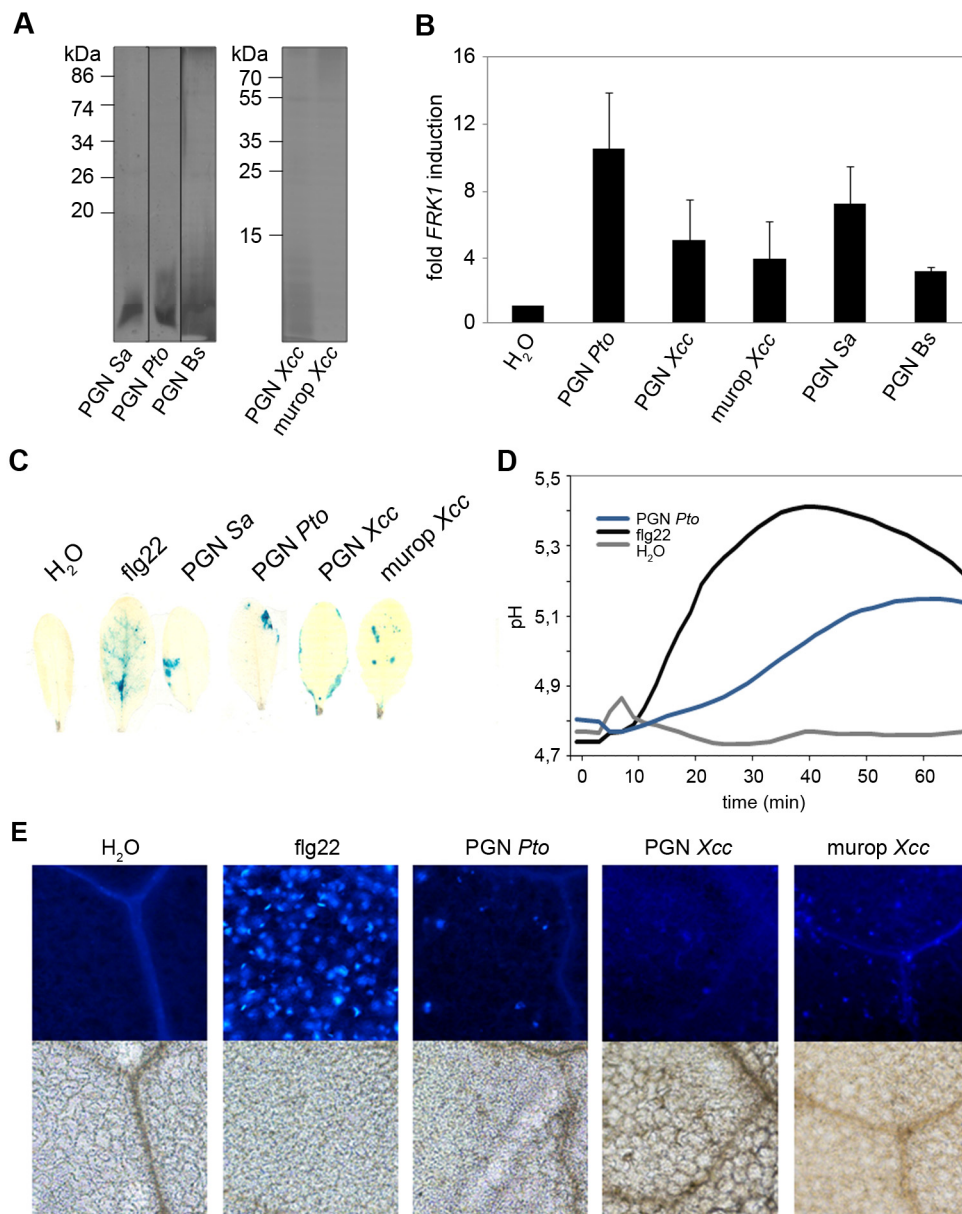 A
kDa
86
74
34
26
20
PGN Sa
PGN Pto
PGN Bs
kDa
70
55
35
25
15
PGN Xcc
murop Xcc
B
fold FRK1 induction
16
12
8
4
0
H2O
PGN Pto
PGN Xcc
murop Xcc
PGN Sa
PGN Bs
C
H2O
flg22
PGN Sa
PGN Pto
PGN Xcc
murop Xcc
D
pH
5,5
5,3
5,1
4,9
4,7
PGN Pto
flg22
H2O
0 10 20 30 40 50 60
time (min)
E
H2O flg22 PGN Pto PGN Xcc murop Xcc